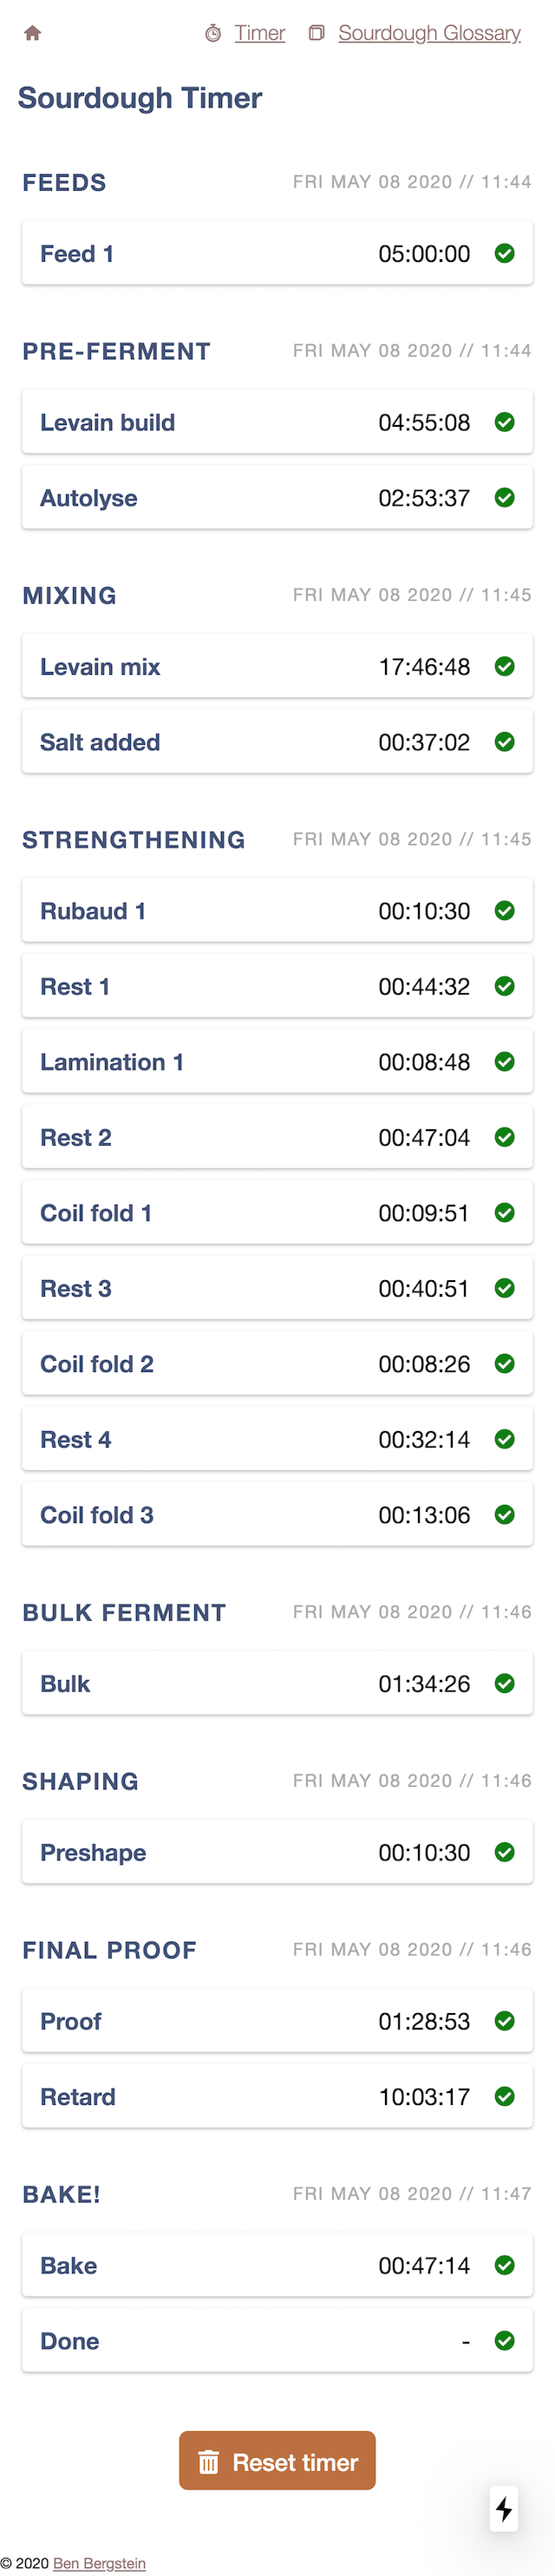 Timer Sourdough Glossary
Sourdough Timer
FEEDS FRI MAY 08 2020 // 11:44
Feed 1 05:00:00
PRE-FERMENT FRI MAY 08 2020 // 11:44
Levain build 04:55:08
Autolyse 02:53:37
MIXING FRI MAY 08 2020 // 11:45
Levain mix 17:46:48
Salt added 00:37:02
STRENGTHENING FRI MAY 08 2020 // 11:45
Rubaud 1 00:10:30
Rest 1 00:44:32
Lamination 1 00:08:48
Rest 2 00:47:04
Coil fold 1 00:09:51
Rest 3 00:40:51
Coil fold 2 00:08:26
Rest 4 00:32:14
Coil fold 3 00:13:06
BULK FERMENT FRI MAY 08 2020 // 11:46
Bulk 01:34:26
SHAPING FRI MAY 08 2020 // 11:46
Preshape 00:10:30
FINAL PROOF FRI MAY 08 2020 // 11:46
Proof 01:28:53
Retard 10:03:17
BAKE! FRI MAY 08 2020 // 11:47
Bake 00:47:14
Done -
Reset timer
© 2020 Ben Bergstein